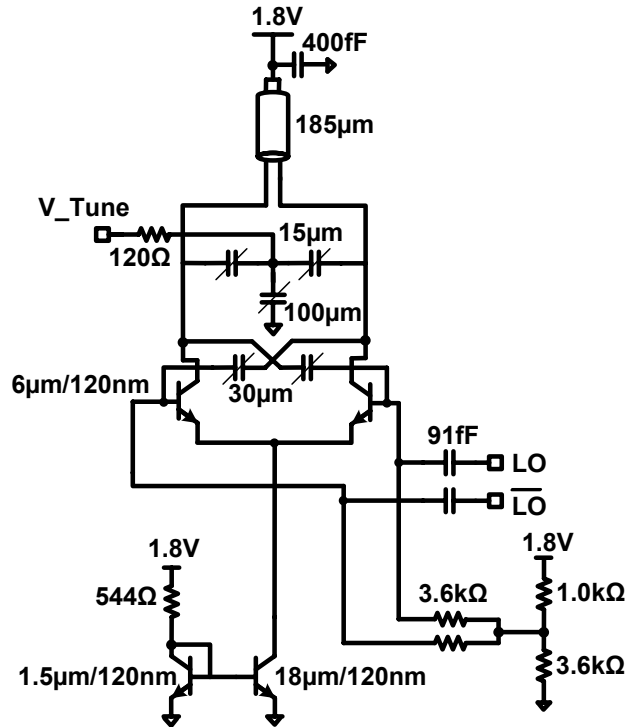 1.8V
400fF
185µm
V_Tune
120Ω
15µm
100µm
6µm/120nm
30µm
91fF
LO
LO
1.8V
544Ω
1.8V
3.6kΩ
1.0kΩ
3.6kΩ
1.5µm/120nm
18µm/120nm